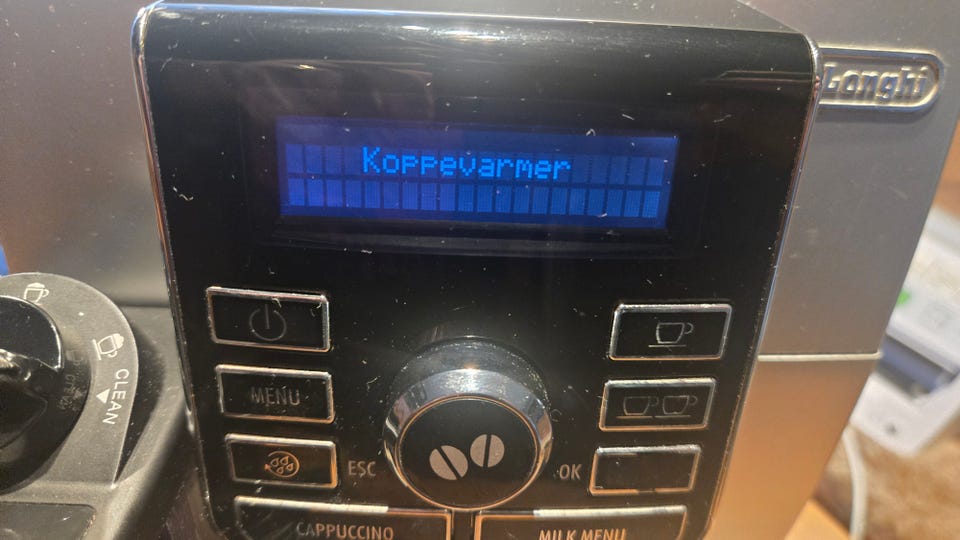 Longhi
Koppevarmer
MENU
CLEAN
ESC
OK
CAPPUCCINO
MILK MENU